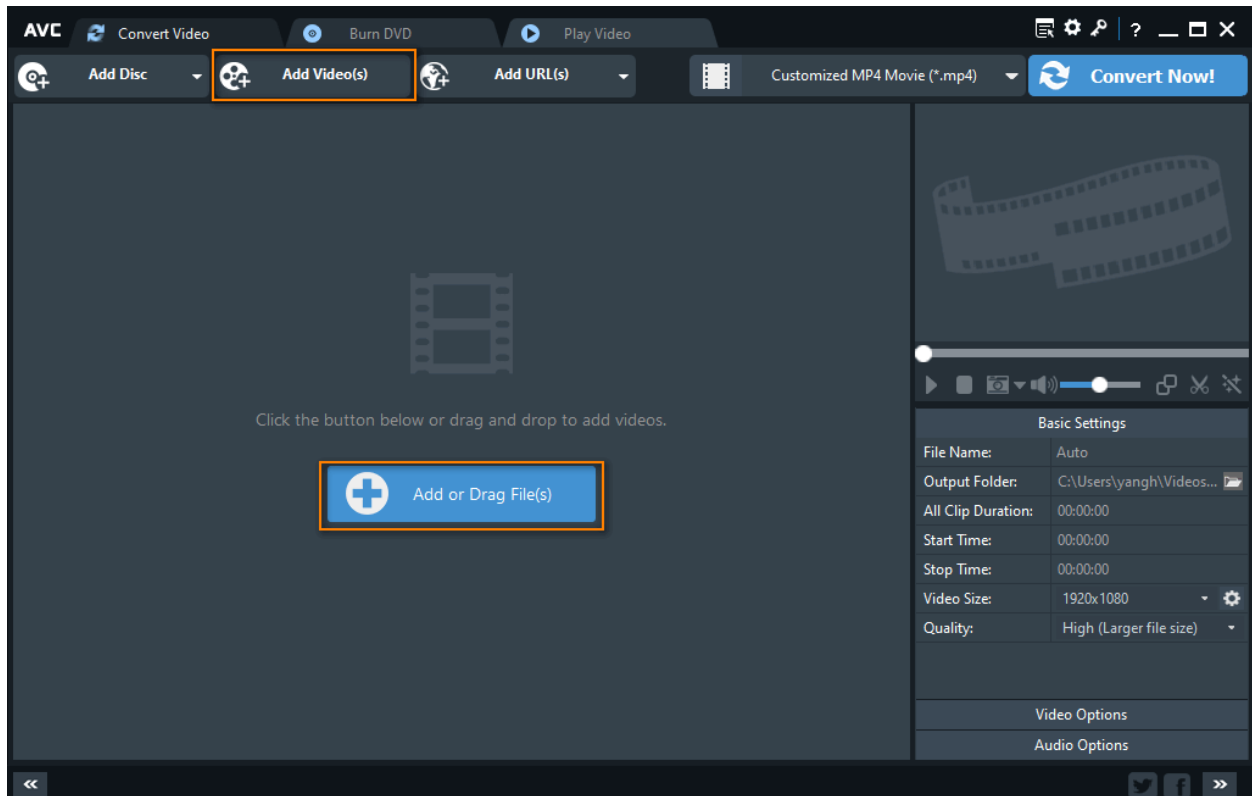 AVC Convert Video Burn DVD Play Video ?
Add Disc Add Video(s) Add URL(s) Customized MP4 Movie (*.mp4) Convert Now!
Click the button below or drag and drop to add videos.
Add or Drag File(s)
Basic Settings
File Name: Auto
Output Folder: C:\Users\yangh\Videos...
All Clip Duration: 00:00:00
Start Time: 00:00:00
Stop Time: 00:00:00
Video Size: 1920x1080
Quality: High (Larger file size)
Video Options
Audio Options